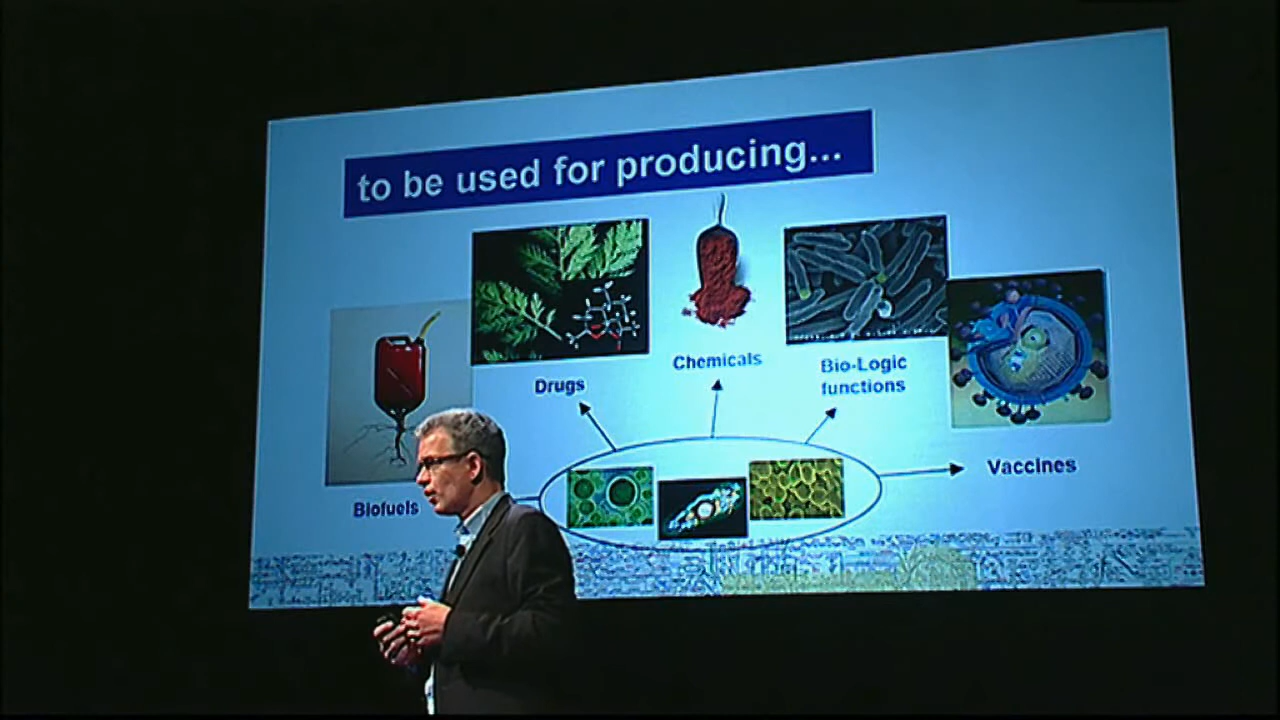 to be used for producing...
Chemicals
Bio-Logic
functions
Drugs
Vaccines
Biofuels